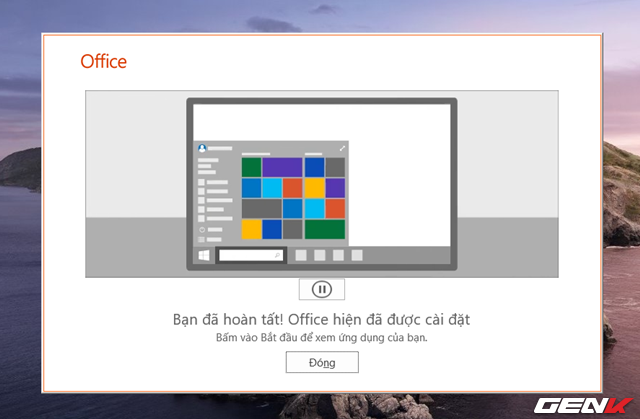 Office
Bạn đã hoàn tất! Office hiện đã được cài đặt
Bấm vào Bắt đầu để xem ứng dụng của bạn.
Đóng
GENK